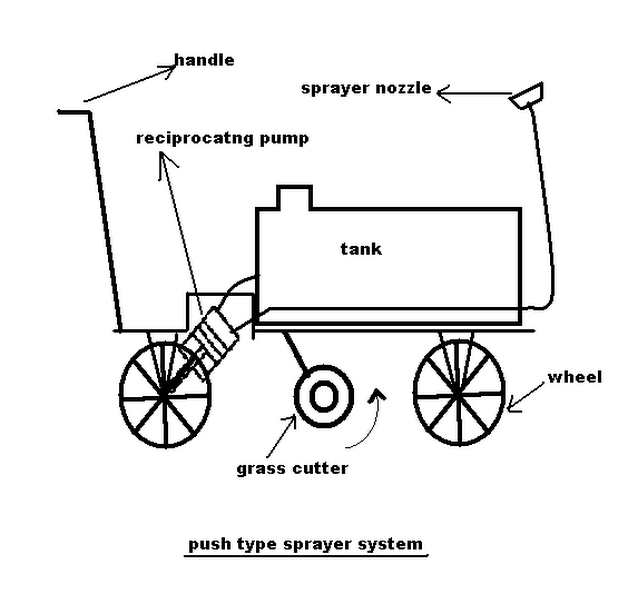 handle
sprayer nozzle
reciprocatng pump
tank
wheel
grass cutter
push type sprayer system